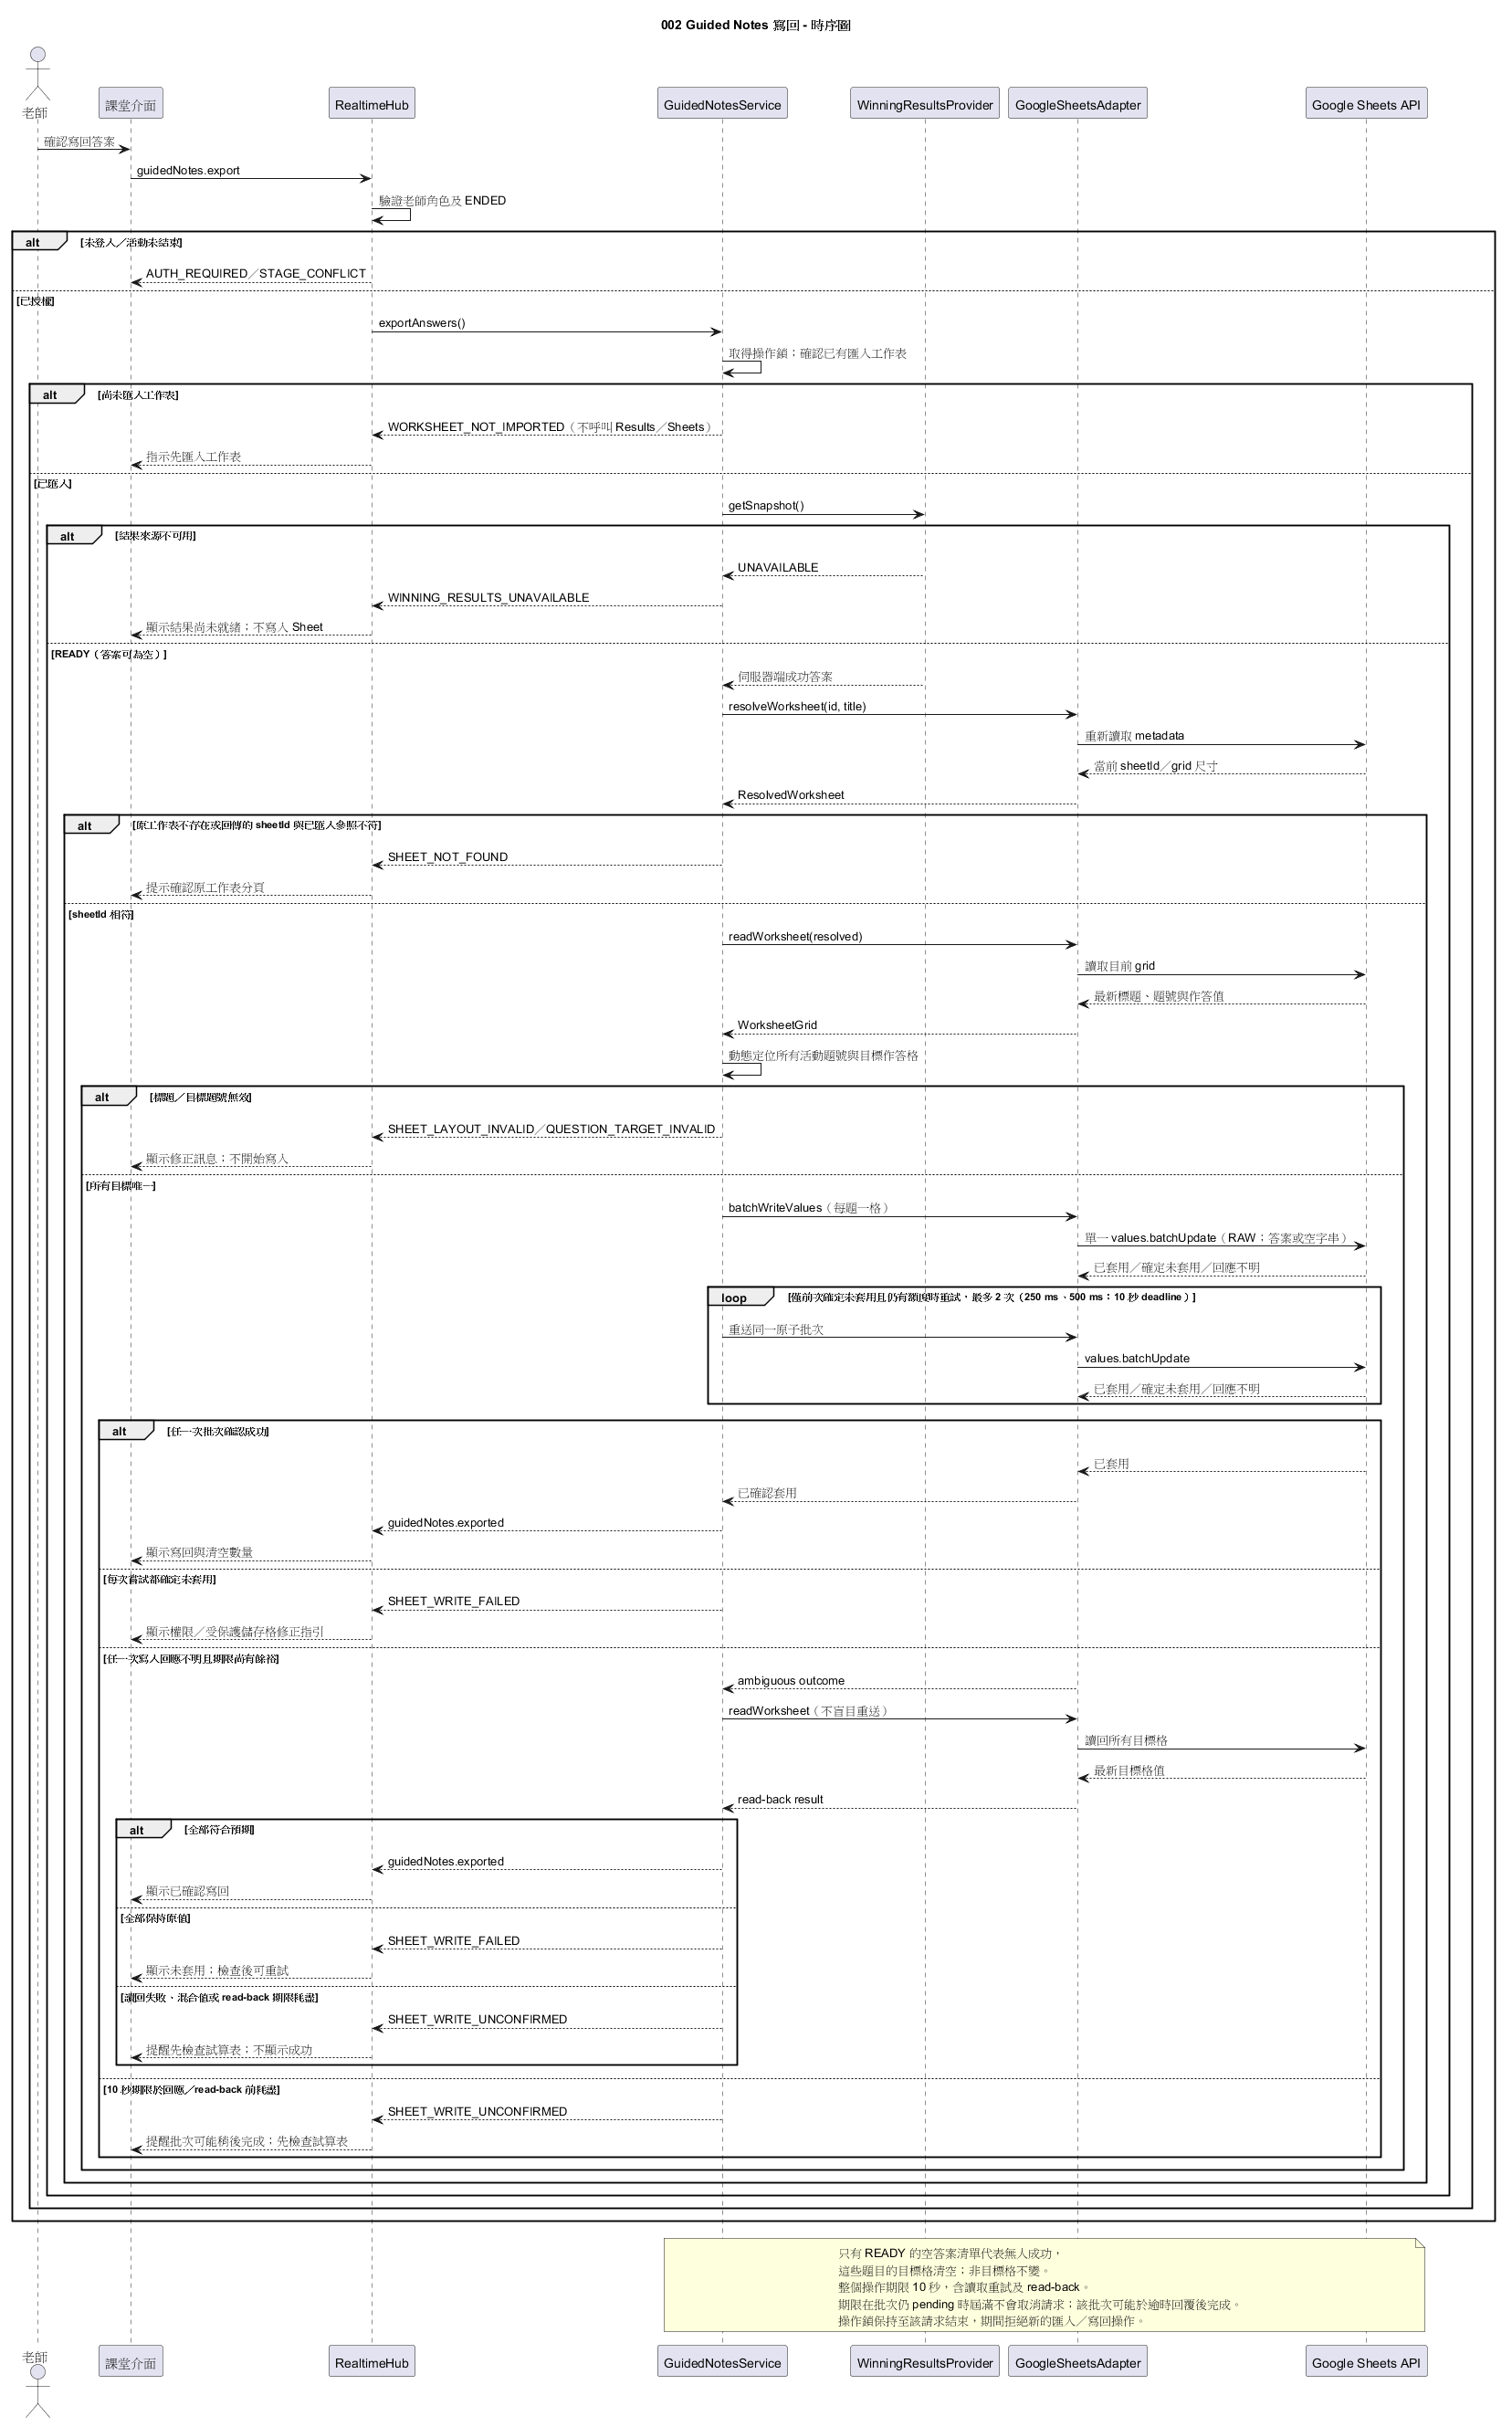 002 Guided Notes 寫回 - 時序圖
老師
課堂介面
RealtimeHub
GuidedNotesService
WinningResultsProvider
GoogleSheetsAdapter
Google Sheets API
確認寫回答案
guidedNotes.export
驗證老師角色及 ENDED
alt [未登入／活動未結束]
AUTH_REQUIRED／STAGE_CONFLICT
[已授權]
exportAnswers()
取得操作鎖；確認已有匯入工作表
alt [尚未匯入工作表]
WORKSHEET_NOT_IMPORTED（不呼叫 Results／Sheets）
指示先匯入工作表
[已匯入]
getSnapshot()
alt [結果來源不可用]
UNAVAILABLE
WINNING_RESULTS_UNAVAILABLE
顯示結果尚未就緒；不寫入 Sheet
[READY（答案可為空）]
伺服器端成功答案
resolveWorksheet(id, title)
重新讀取 metadata
當前 sheetId／grid 尺寸
ResolvedWorksheet
alt [原工作表不存在或回傳的 sheetId 與已匯入參照不符]
SHEET_NOT_FOUND
提示確認原工作表分頁
[sheetId 相符]
readWorksheet(resolved)
讀取目前 grid
最新標題、題號與作答值
WorksheetGrid
動態定位所有活動題號與目標作答格
alt [標題／目標題號無效]
SHEET_LAYOUT_INVALID／QUESTION_TARGET_INVALID
顯示修正訊息；不開始寫入
[所有目標唯一]
batchWriteValues（每題一格）
單一 values.batchUpdate（RAW；答案或空字串）
已套用／確定未套用／回應不明
loop [僅前次確定未套用且仍有額度時重試，最多 2 次（250 ms、500 ms；10 秒 deadline）]
重送同一原子批次
values.batchUpdate
已套用／確定未套用／回應不明
alt [任一次批次確認成功]
已套用
已確認套用
guidedNotes.exported
顯示寫回與清空數量
[每次嘗試都確定未套用]
SHEET_WRITE_FAILED
顯示權限／受保護儲存格修正指引
[任一次寫入回應不明且期限尚有餘裕]
ambiguous outcome
readWorksheet（不盲目重送）
讀回所有目標格
最新目標格值
read-back result
alt [全部符合預期]
guidedNotes.exported
顯示已確認寫回
[全部保持原值]
SHEET_WRITE_FAILED
顯示未套用；檢查後可重試
[讀回失敗、混合值或 read-back 期限耗盡]
SHEET_WRITE_UNCONFIRMED
提醒先檢查試算表；不顯示成功
[10 秒期限於回應／read-back 前耗盡]
SHEET_WRITE_UNCONFIRMED
提醒批次可能稍後完成；先檢查試算表
只有 READY 的空答案清單代表無人成功，
這些題目的目標格清空；非目標格不變。
整個操作期限 10 秒，含讀取重試及 read-back。
期限在批次仍 pending 時屆滿不會取消請求；該批次可能於逾時回覆後完成。
操作鎖保持至該請求結束，期間拒絕新的匯入／寫回操作。
老師
課堂介面
RealtimeHub
GuidedNotesService
WinningResultsProvider
GoogleSheetsAdapter
Google Sheets API